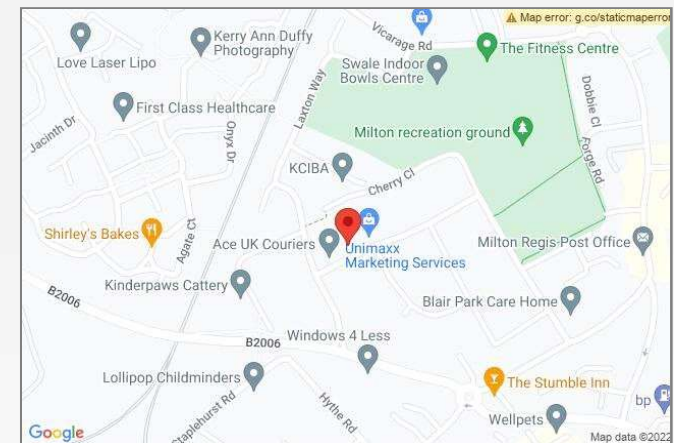 Map error: g.co/staticmaperror
Kerry Ann Duffy
Photography
Vicarage Rd
The Fitness Centre
Love Laser Lipo
Swale Indoor
Bowls Centre
Laxton Way
Dobbie Cl
First Class Healthcare
Jacinth Dr
Onyx Dr
Milton recreation ground
Forge Rd
KCIBA
Cherry Cl
Shirley's Bakes
Agate Ct
Ace UK Couriers
Unimaxx
Marketing Services
Milton Regis Post Office
Kinderpaws Cattery
B2006
Blair Park Care Home
B2006
Windows 4 Less
Lollipop Childminders
Staplehurst Rd
Hythe Rd
The Stumble Inn
bp
Wellpets
Google
Map data ©2022